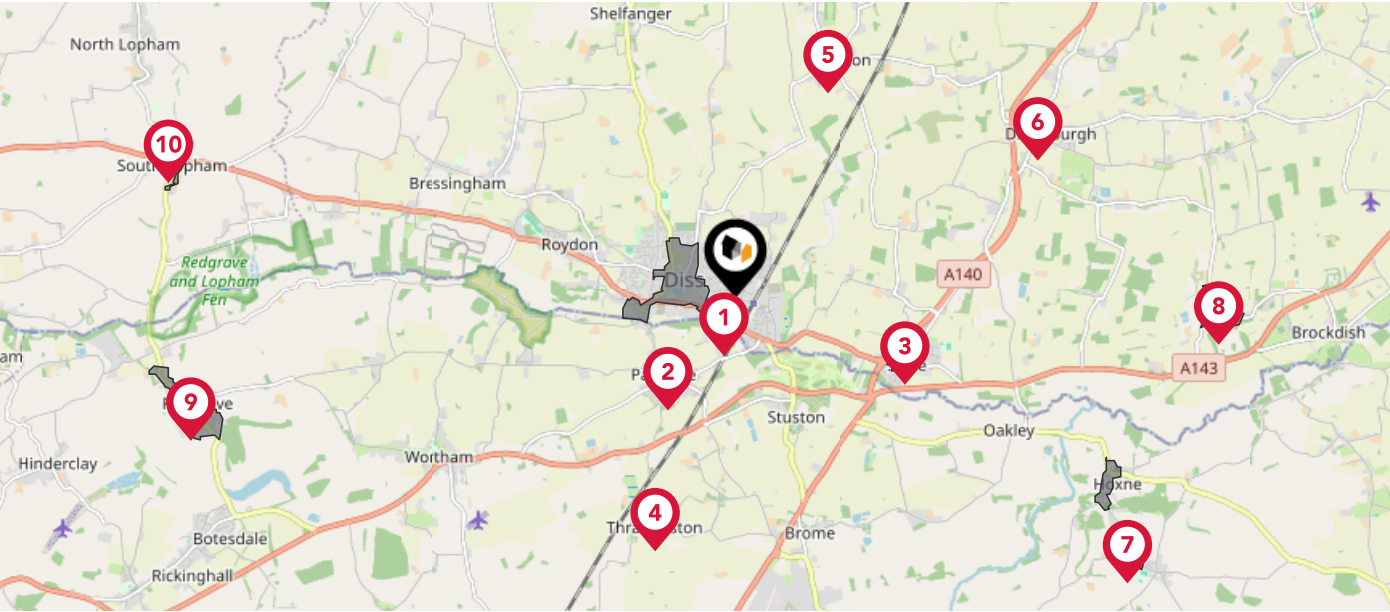 Shelfanger
North Lopham
5
6
10
Bressingham
Roydon
Redgrave
and Lopham
Fen
Diss
A140
1
8
3
Brockdish
A143
2
9
Stuston
Oakley
Wortham
Hinderclay
4
7
Botesdale
Brome
Rickinghall